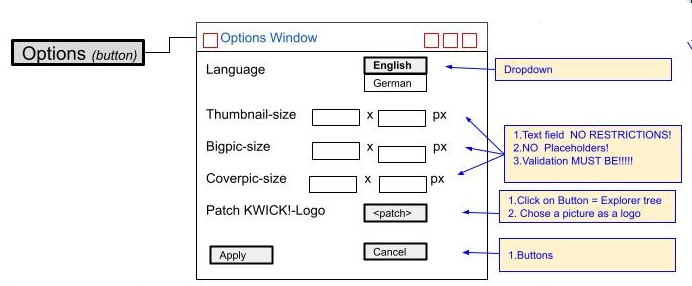 Options (button)
Options Window
Language
English
German
Dropdown
Thumbnail-size
x
px
Bigpic-size
x
px
Coverpic-size
x
px
1.Text field NO RESTRICTIONS!
2.NO Placeholders!
3.Validation MUST BE!!!!!
Patch KWICK!-Logo
<patch>
1.Click on Button = Explorer tree
2. Chose a picture as a logo
Apply
Cancel
1.Buttons